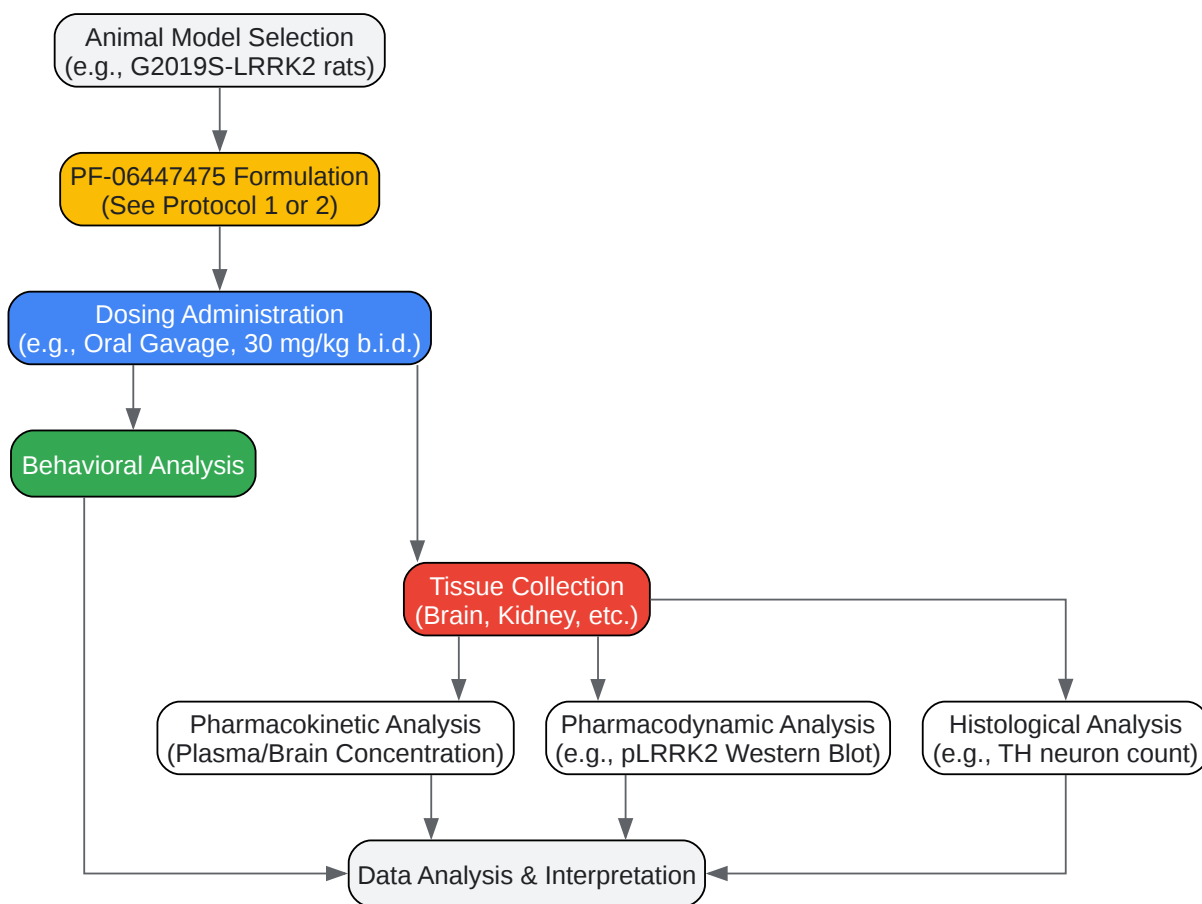 Animal Model Selection
(e.g., G2019S-LRRK2 rats)
PF-06447475 Formulation
(See Protocol 1 or 2)
Dosing Administration
(e.g., Oral Gavage, 30 mg/kg b.i.d.)
Behavioral Analysis
Tissue Collection
(Brain, Kidney, etc.)
Pharmacokinetic Analysis
(Plasma/Brain Concentration)
Pharmacodynamic Analysis
(e.g., pLRRK2 Western Blot)
Histological Analysis
(e.g., TH neuron count)
Data Analysis & Interpretation